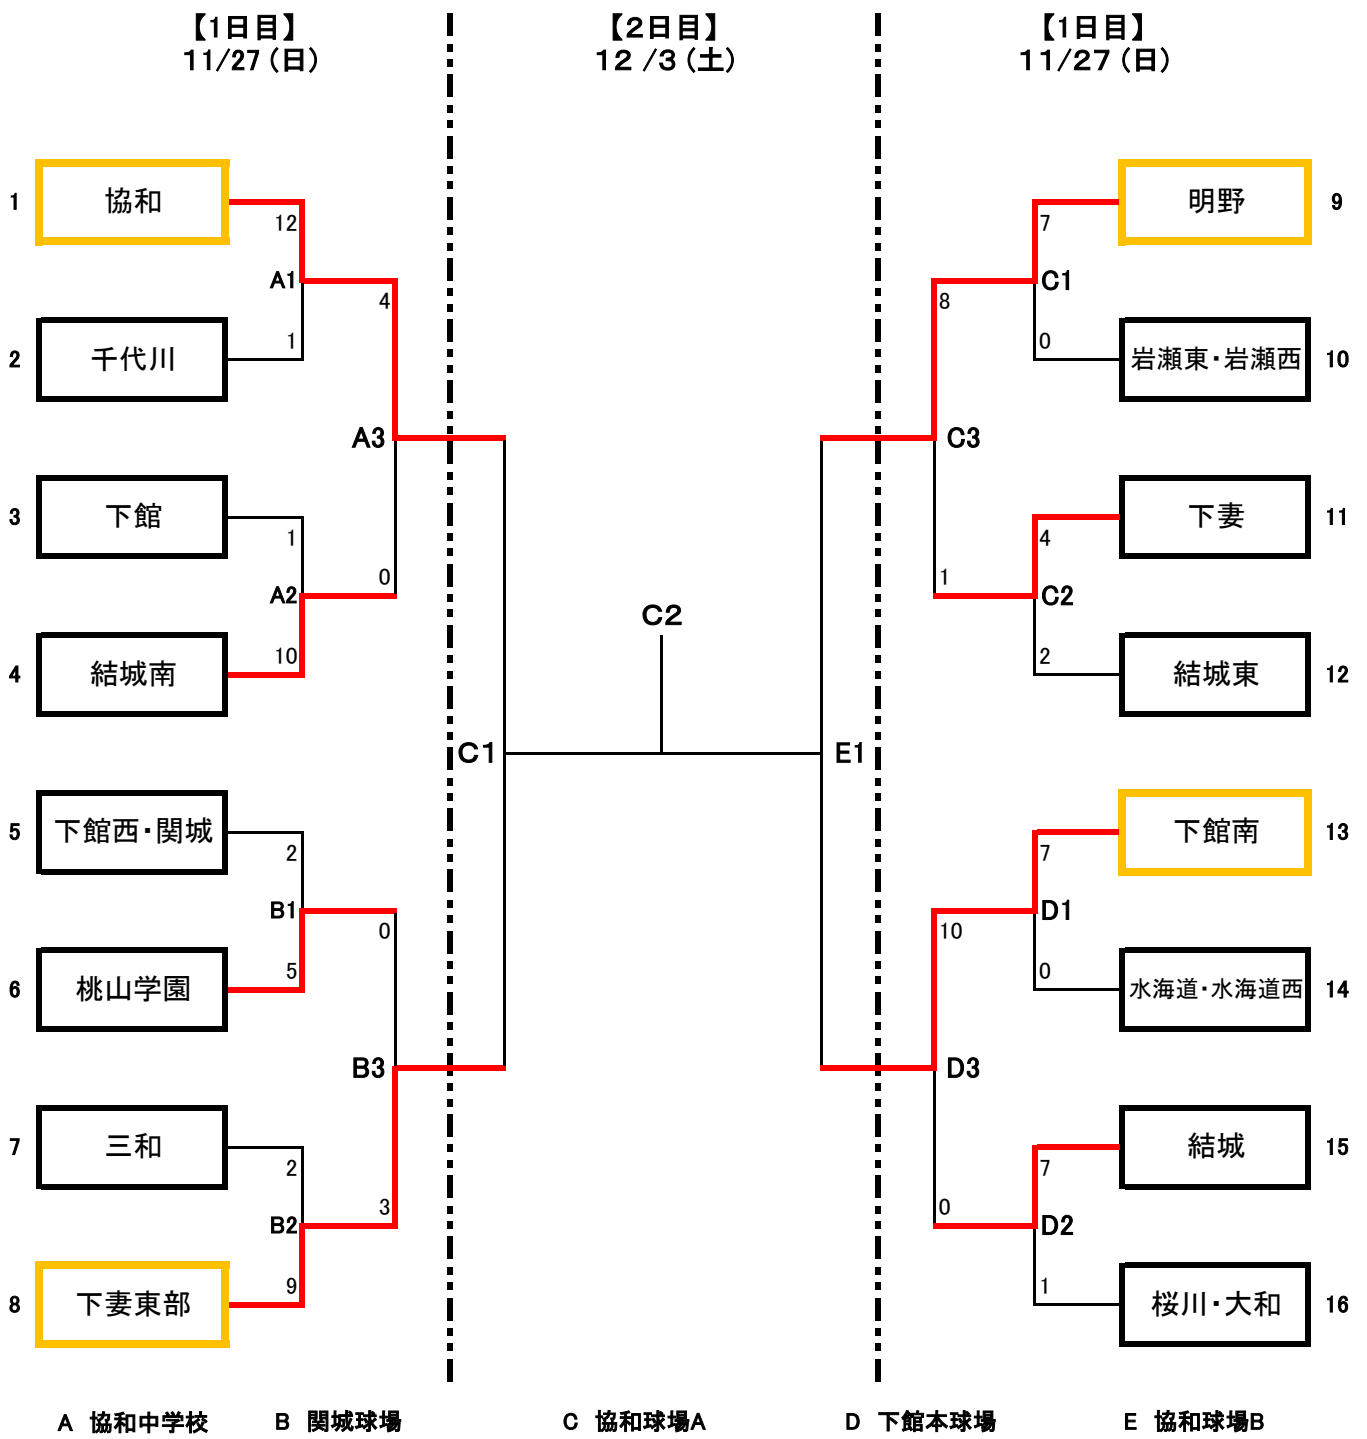 【1日目】 【2日目】 【1日目】
11/27 (日) 12 /3 (土) 11/27 (日)
1 協和 明野 9
12 7
A1 C1
4 8
1 0
2 千代川 岩瀬東・岩瀬西 10
A3 C3
3 下館 下妻 11
1 4
0 1
A2 C2
C2
10 2
4 結城南 結城東 12
C1 E1
5 下館西・関城 下館南 13
2 7
B1 D1
0 10
5 0
6 桃山学園 水海道・水海道西 14
B3 D3
7 三和 結城 15
2 7
3 0
B2 D2
9 1
8 下妻東部 桜川・大和 16
A 協和中学校 B 関城球場 C 協和球場A D 下館本球場 E 協和球場B